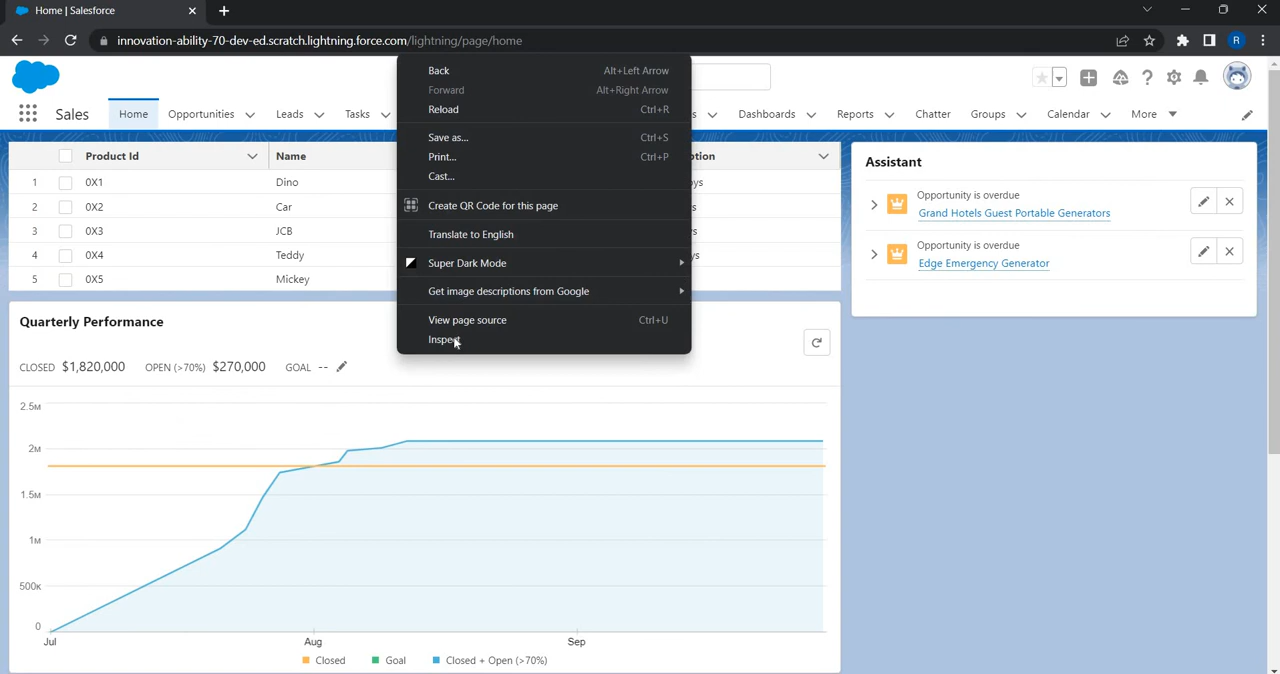 Home | Salesforce
innovation-ability-70-dev-ed.scratch.lightning.force.com/lightning/page/home
R
Sales
Home
Opportunities
Leads
Tasks
s
Dashboards
Reports
Chatter
Groups
Calendar
More
Back Alt+Left Arrow
Forward Alt+Right Arrow
Reload Ctrl+R
Save as... Ctrl+S
Print... Ctrl+P
Cast...
Create QR Code for this page
Translate to English
Super Dark Mode
Get image descriptions from Google
View page source Ctrl+U
Inspect
Product Id Name ption
1 0X1 Dino ys
2 0X2 Car s
3 0X3 JCB s
4 0X4 Teddy ys
5 0X5 Mickey
Assistant
Opportunity is overdue
Grand Hotels Guest Portable Generators
Opportunity is overdue
Edge Emergency Generator
Quarterly Performance
CLOSED $1,820,000 OPEN (>70%) $270,000 GOAL --
2.5M
2M
1.5M
1M
500K
0
Jul Aug Sep
Closed Goal Closed + Open (>70%)